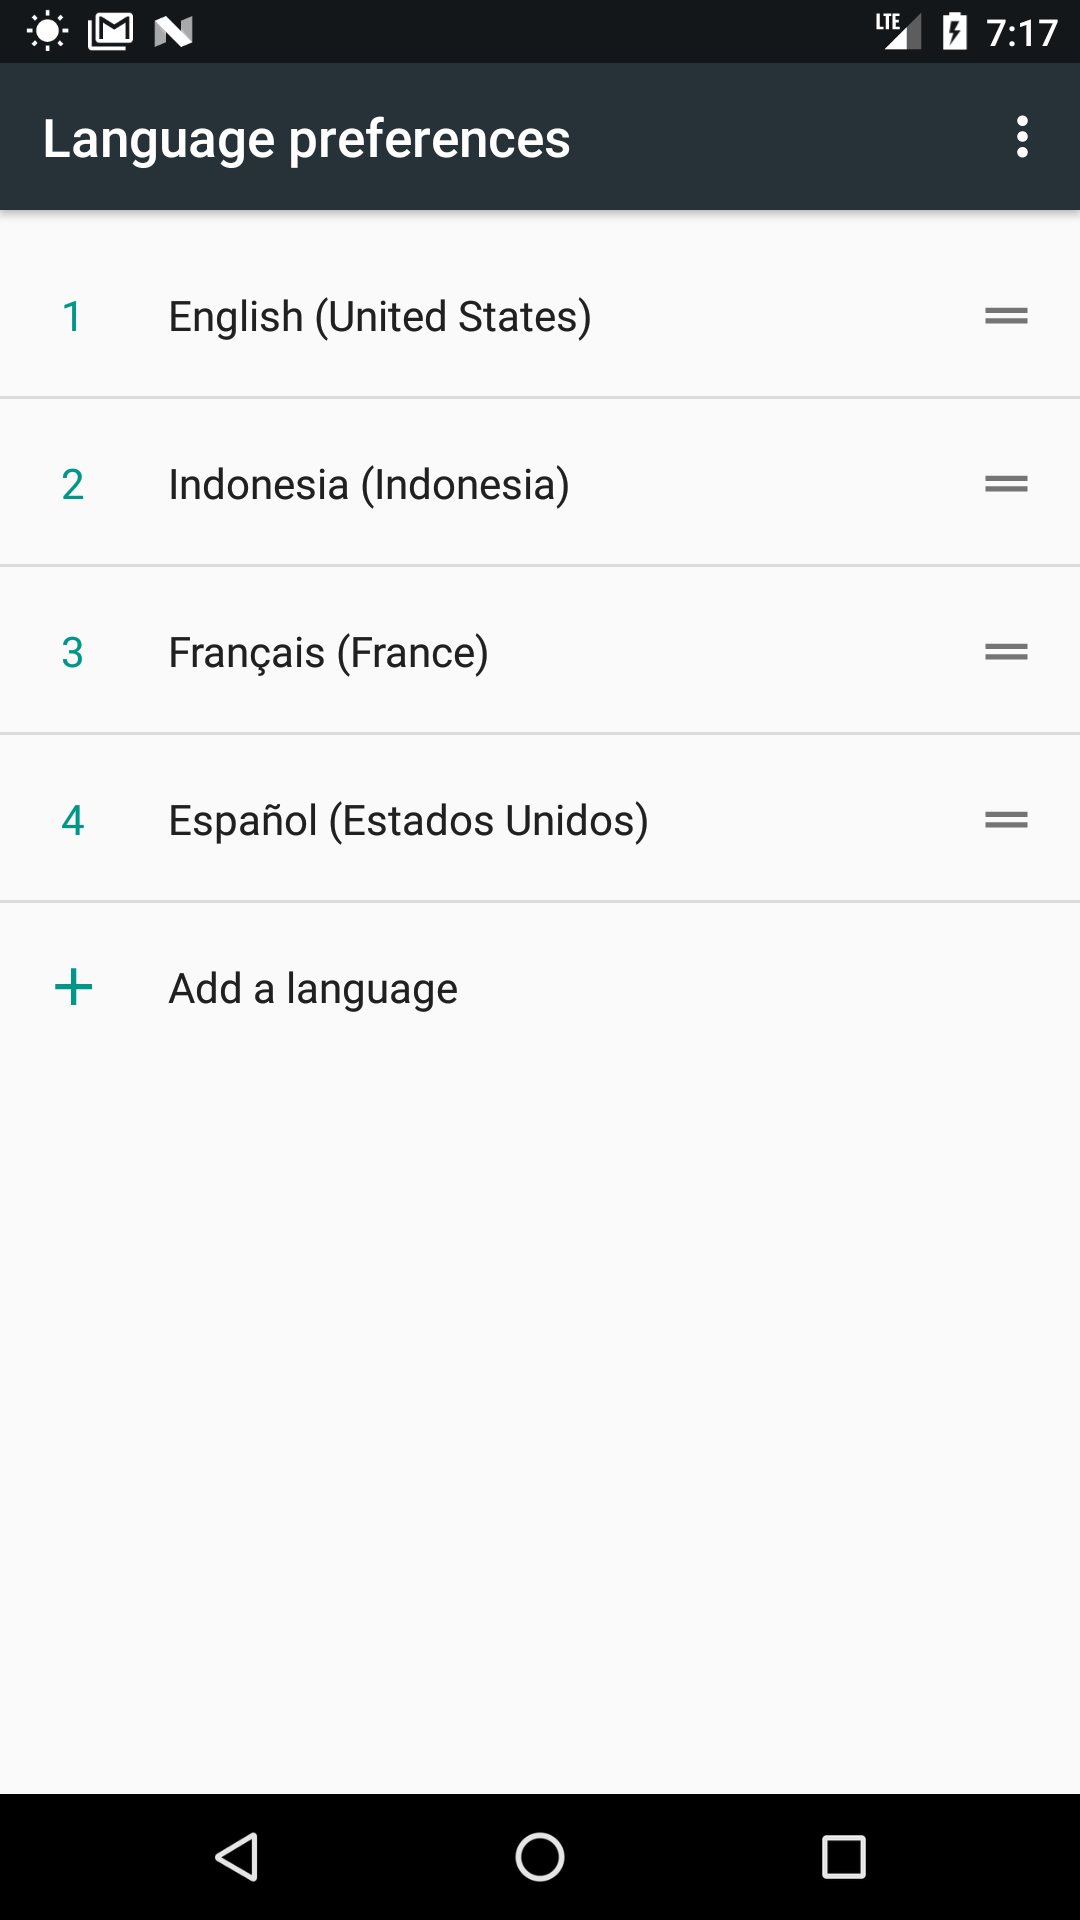 LTE 7:17
Language preferences
1 English (United States)
2 Indonesia (Indonesia)
3 Français (France)
4 Español (Estados Unidos)
Add a language